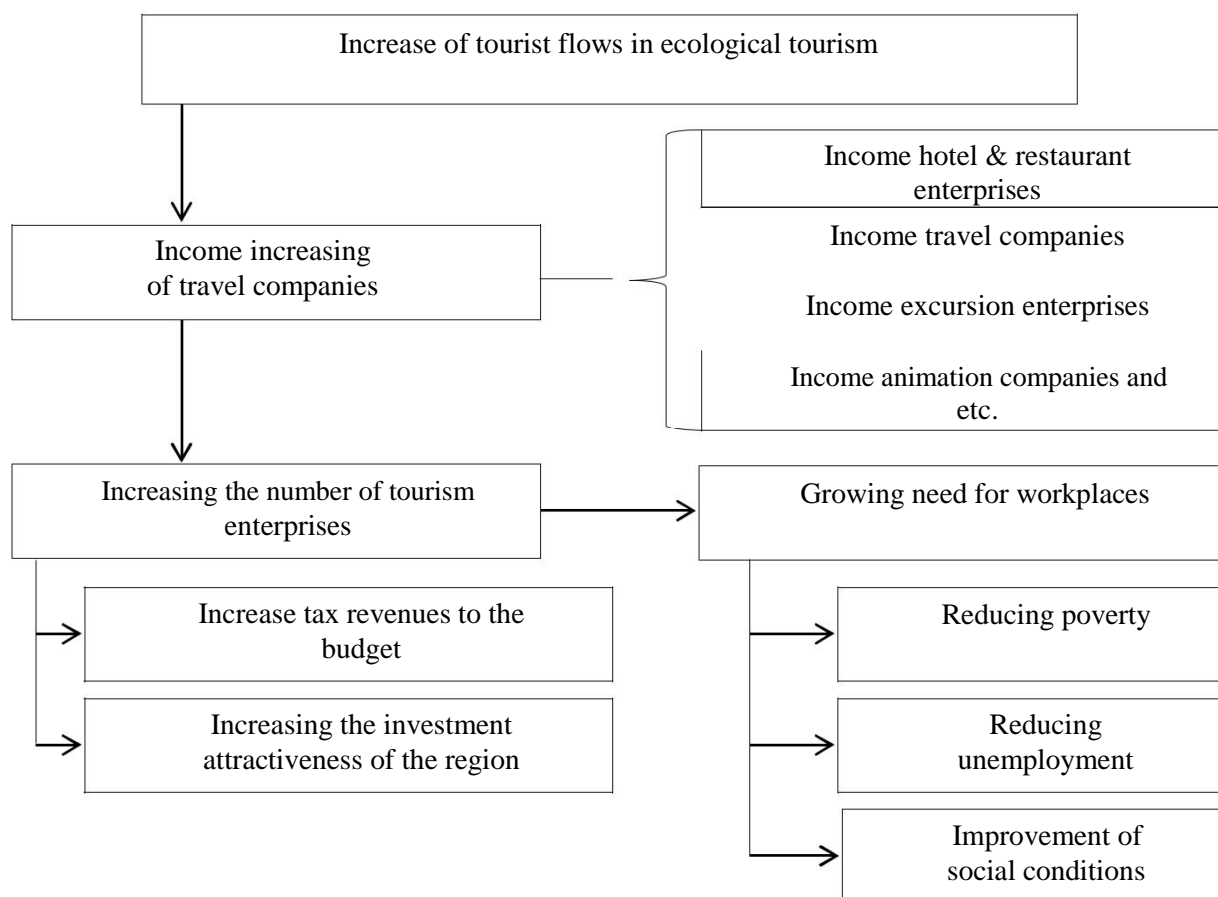 Increase of tourist flows in ecological tourism
Income hotel & restaurant
enterprises
Income increasing
of travel companies
Income travel companies
Income excursion enterprises
Income animation companies and
etc.
Increasing the number of tourism
enterprises
Growing need for workplaces
Increase tax revenues to the
budget
Reducing poverty
Increasing the investment
attractiveness of the region
Reducing
unemployment
Improvement of
social conditions